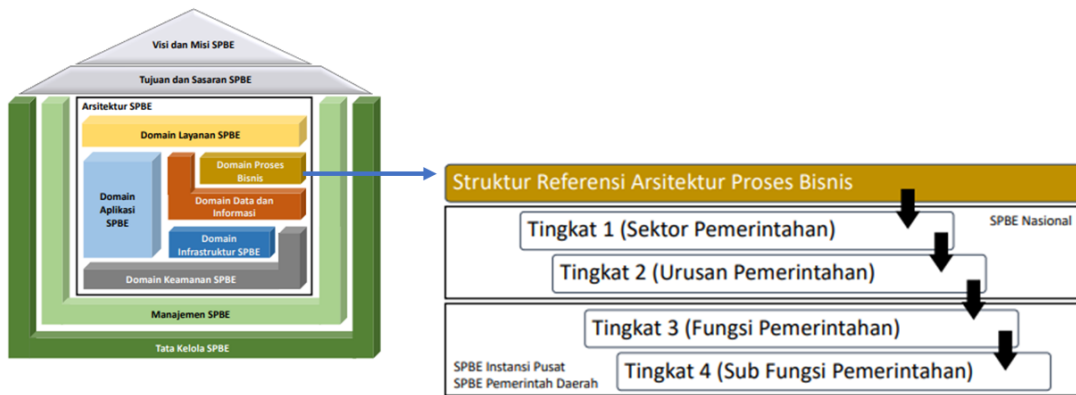 Visi dan Misi SPBE
Tujuan dan Sasaran SPBE
Arsitektur SPBE
Domain Layanan SPBE
Domain
Aplikasi
SPBE
Domain Proses
Bisnis
Domain Data dan
Informasi
Domain
Infrastruktur SPBE
Domain Keamanan SPBE
Manajemen SPBE
Tata Kelola SPBE
Struktur Referensi Arsitektur Proses Bisnis
SPBE Nasional
Tingkat 1 (Sektor Pemerintahan)
Tingkat 2 (Urusan Pemerintahan)
Tingkat 3 (Fungsi Pemerintahan)
Tingkat 4 (Sub Fungsi Pemerintahan)
SPBE Instansi Pusat
SPBE Pemerintah Daerah